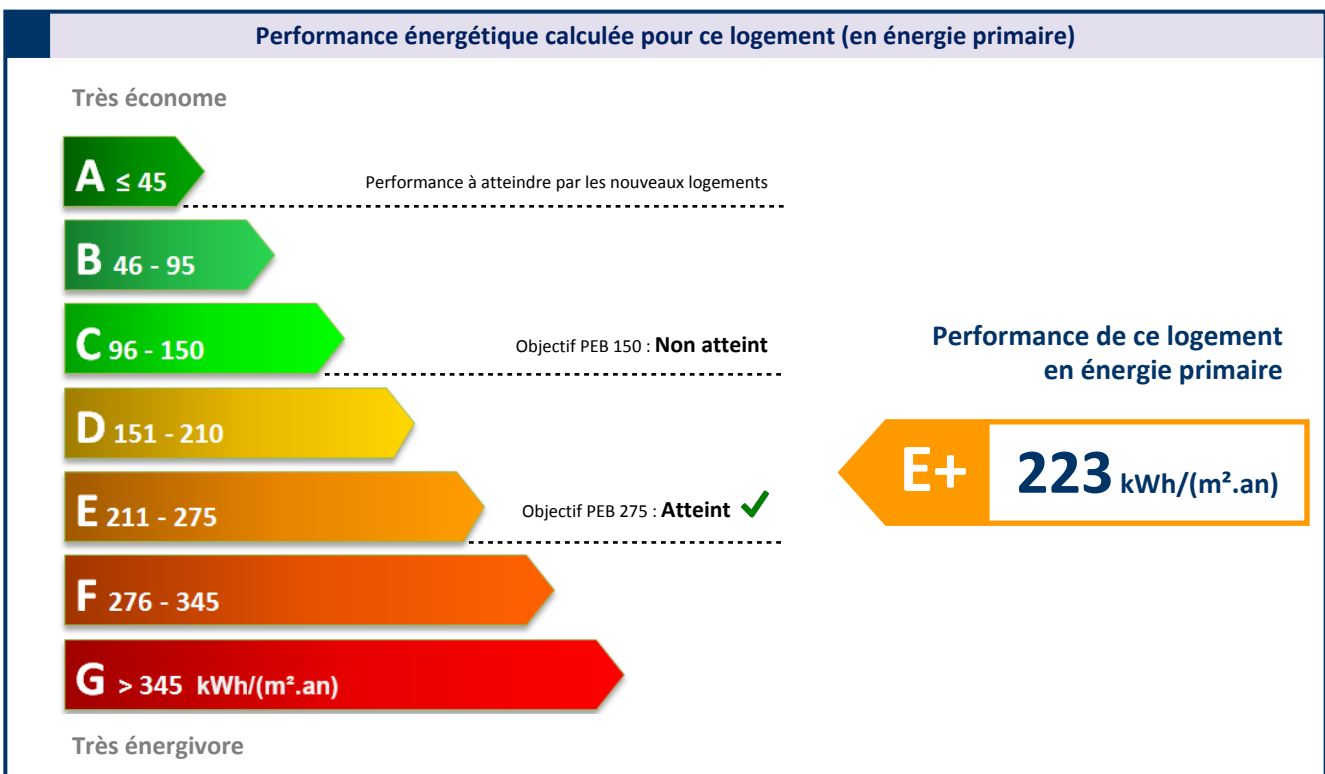 Performance énergétique calculée pour ce logement (en énergie primaire)
Très économe
A ≤ 45
Performance à atteindre par les nouveaux logements
B 46 - 95
C 96 - 150
Objectif PEB 150 : Non atteint
Performance de ce logement
en énergie primaire
D 151 - 210
E 211 - 275
Objectif PEB 275 : Atteint ✓
E+ 223 kWh/(m².an)
F 276 - 345
G > 345 kWh/(m².an)
Très énergivore